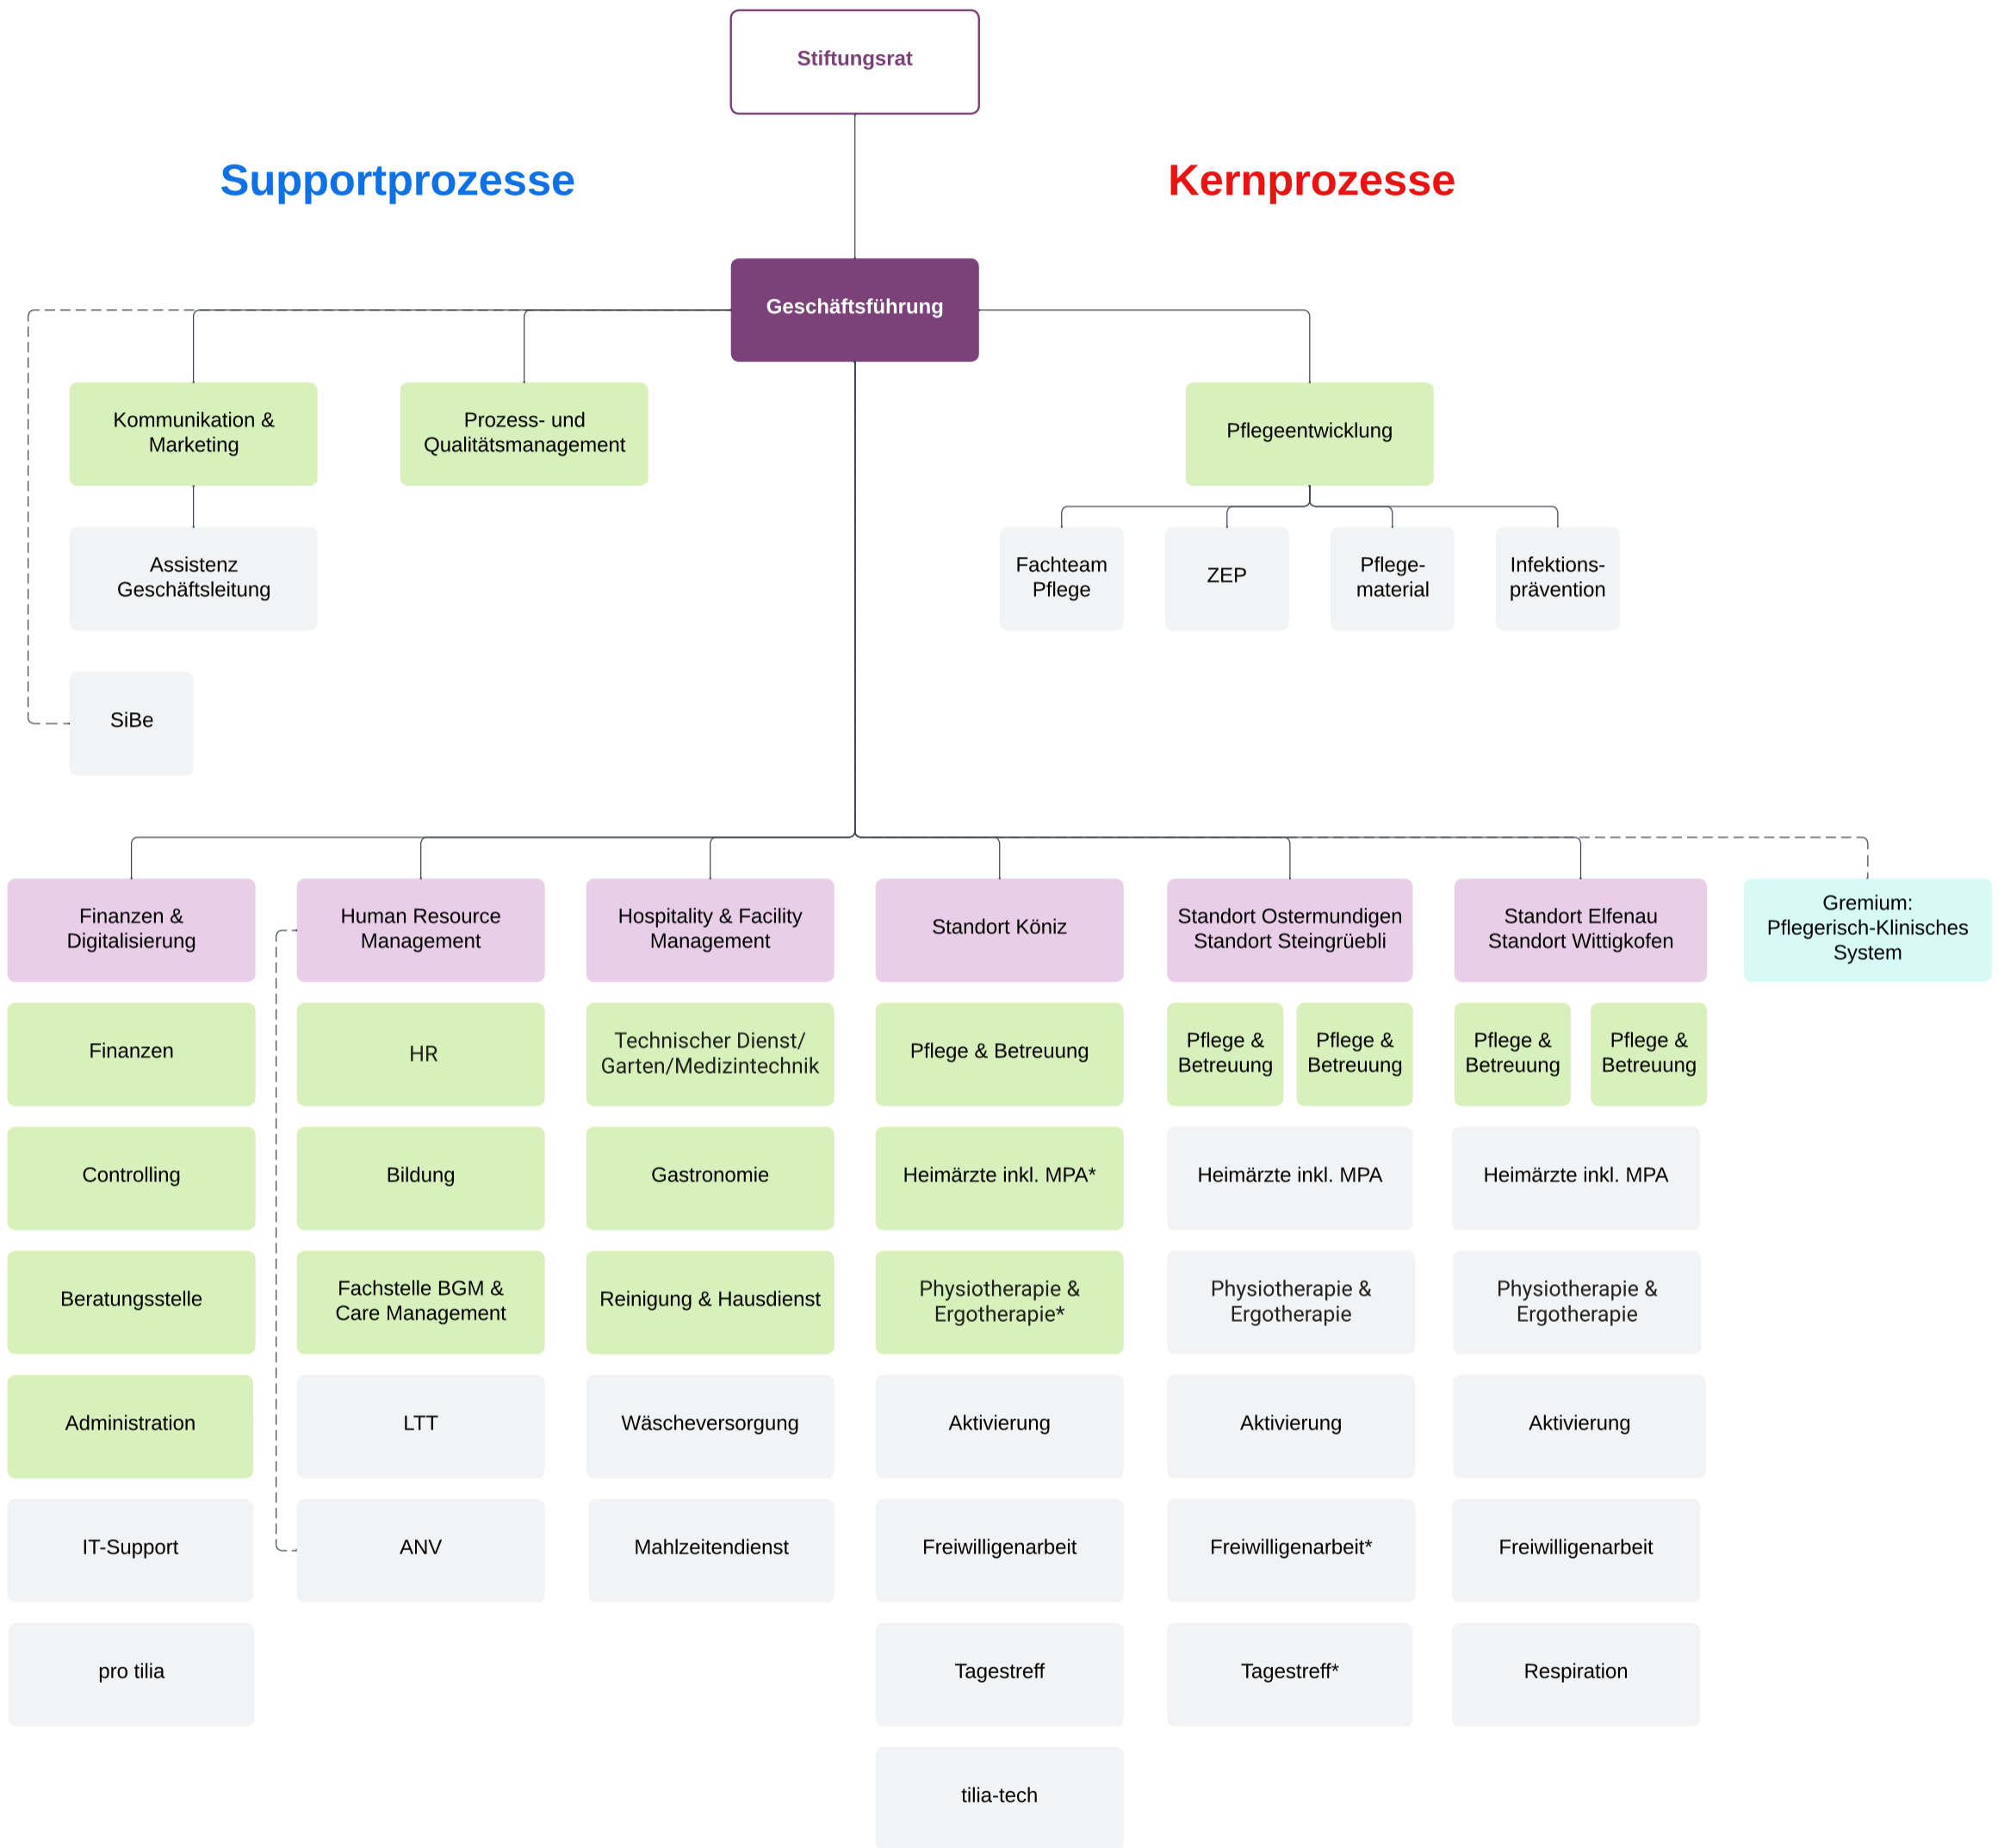 Stiftungsrat
Supportprozesse
Kernprozesse
Geschäftsführung
Kommunikation &
Marketing
Prozess- und
Qualitätsmanagement
Pflegeentwicklung
Assistenz
Geschäftsleitung
Fachteam
Pflege
ZEP
Pflege-
material
Infektions-
prävention
SiBe
Finanzen &
Digitalisierung
Human Resource
Management
Hospitality & Facility
Management
Standort Köniz
Standort Ostermundigen
Standort Steingrüebli
Standort Elfenau
Standort Wittigkofen
Gremium:
Pflegerisch-Klinisches
System
Finanzen
HR
Technischer Dienst/
Garten/Medizintechnik
Pflege & Betreuung
Pflege &
Betreuung
Pflege &
Betreuung
Pflege &
Betreuung
Pflege &
Betreuung
Controlling
Bildung
Gastronomie
Heimärzte inkl. MPA*
Heimärzte inkl. MPA
Heimärzte inkl. MPA
Beratungsstelle
Fachstelle BGM &
Care Management
Reinigung & Hausdienst
Physiotherapie &
Ergotherapie*
Physiotherapie &
Ergotherapie
Physiotherapie &
Ergotherapie
Administration
LTT
Wäscheversorgung
Aktivierung
Aktivierung
Aktivierung
IT-Support
ANV
Mahlzeitendienst
Freiwilligenarbeit
Freiwilligenarbeit*
Freiwilligenarbeit
pro tilia
Tagestreff
Tagestreff*
Respiration
tilia-tech